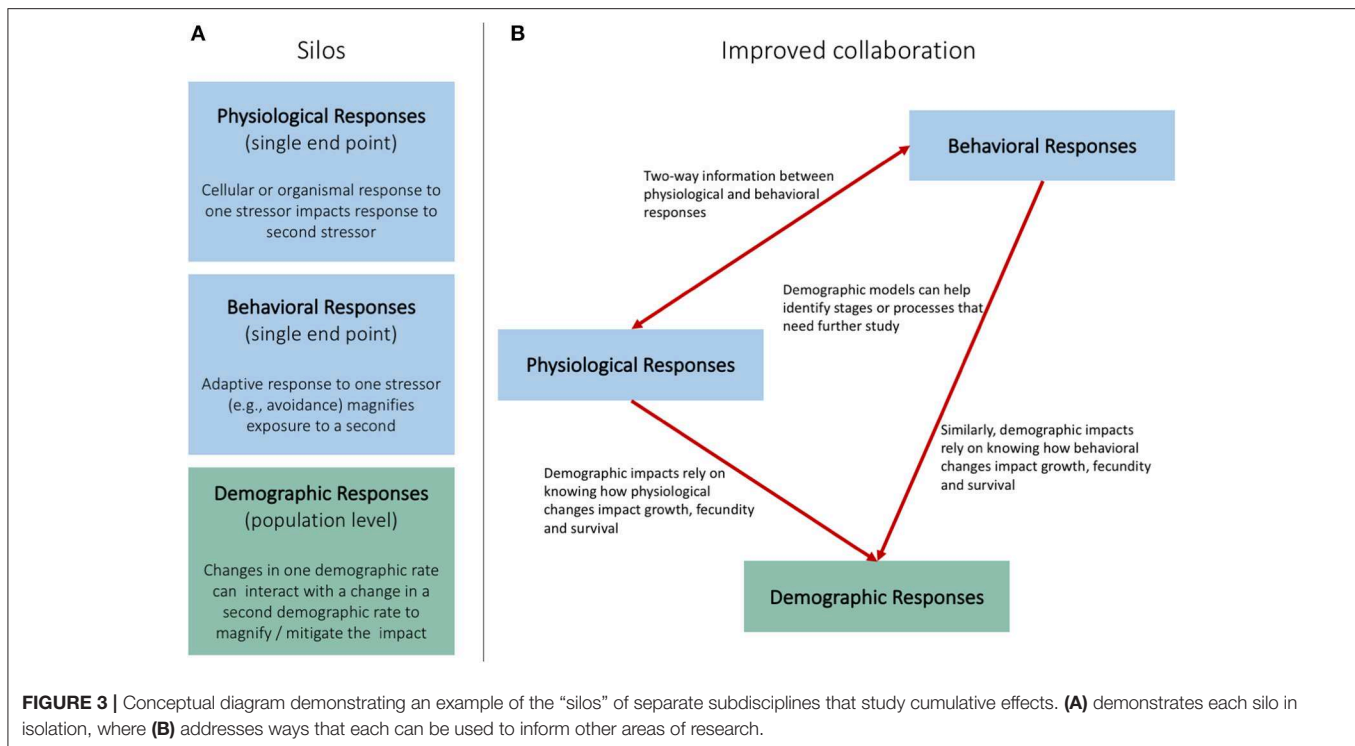 A
Silos
Physiological Responses
(single end point)
Cellular or organismal response to
one stressor impacts response to
second stressor
Behavioral Responses
(single end point)
Adaptive response to one stressor
(e.g., avoidance) magnifies
exposure to a second
Demographic Responses
(population level)
Changes in one demographic rate
can interact with a change in a
second demographic rate to
magnify / mitigate the impact
B
Improved collaboration
Behavioral Responses
Two-way information between
physiological and behavioral
responses
Demographic models can help
identify stages or processes that
need further study
Physiological Responses
Similarly, demographic impacts
rely on knowing how behavioral
changes impact growth, fecundity
and survival
Demographic impacts rely on
knowing how physiological
changes impact growth, fecundity
and survival
Demographic Responses
FIGURE 3 | Conceptual diagram demonstrating an example of the “silos” of separate subdisciplines that study cumulative effects. (A) demonstrates each silo in
isolation, where (B) addresses ways that each can be used to inform other areas of research.